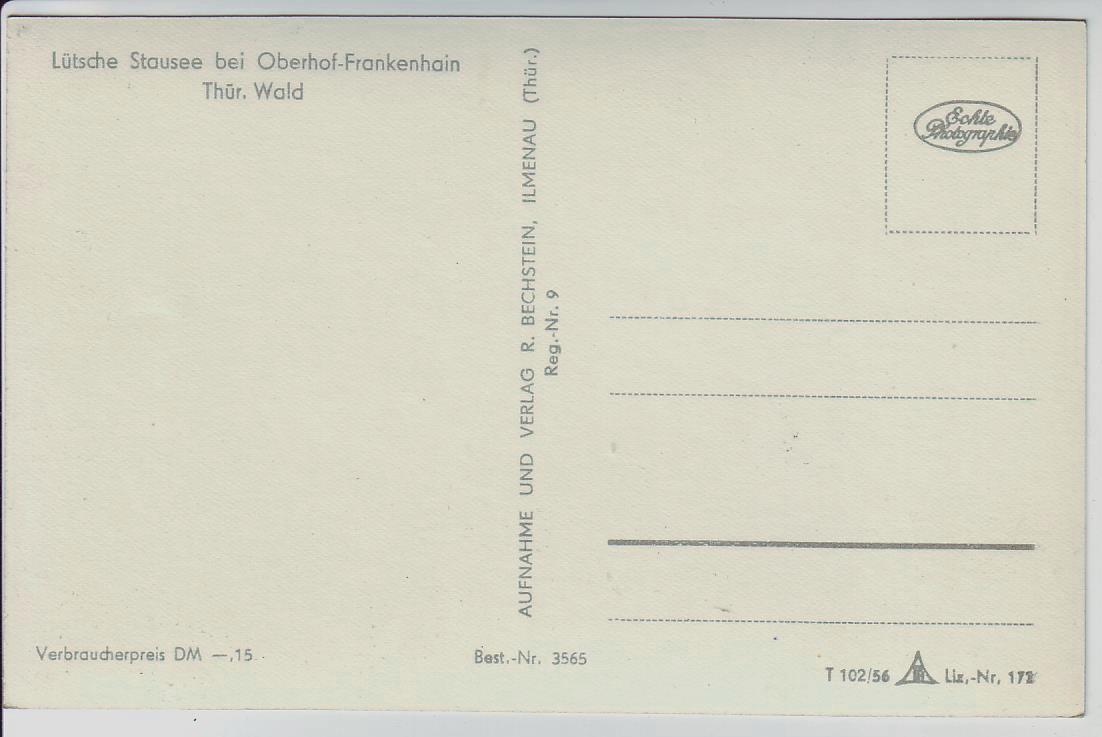 Lütsche Stausee bei Oberhof-Frankenhain
Thür. Wald
AUFNAHME UND VERLAG R. BECHSTEIN, ILMENAU (Thür.)
Reg.-Nr. 9
Echte
Photographie
Verbraucherpreis DM —,15
Best.-Nr. 3565
T 102/56
Liz,-Nr,